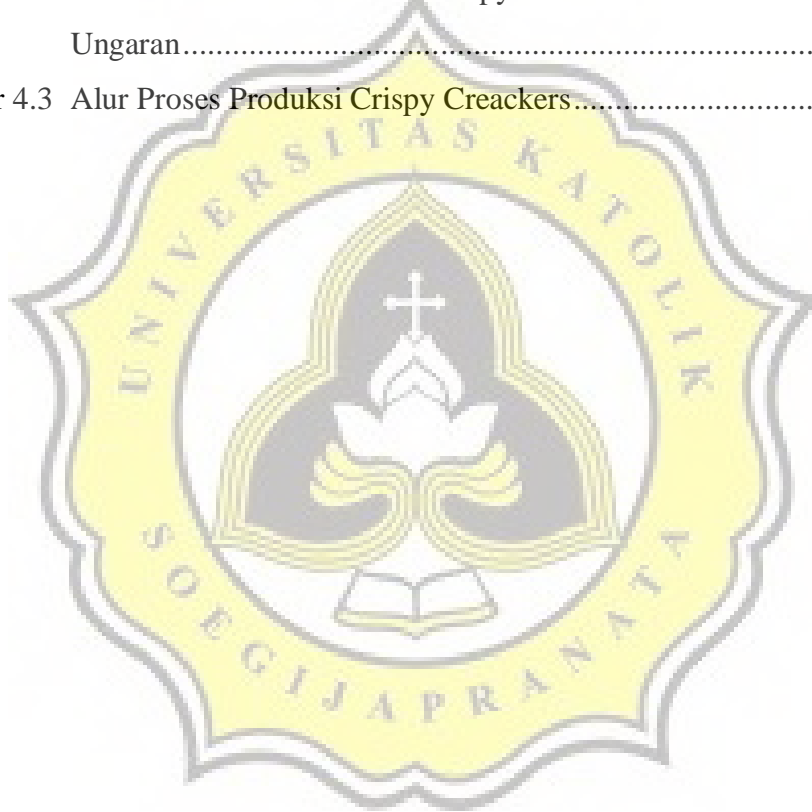 Ungaran
4.3 Alur Proses Produksi Crispy Creackers
UNIVERSITAS KATOLIK
SOEGIJAPRANATA